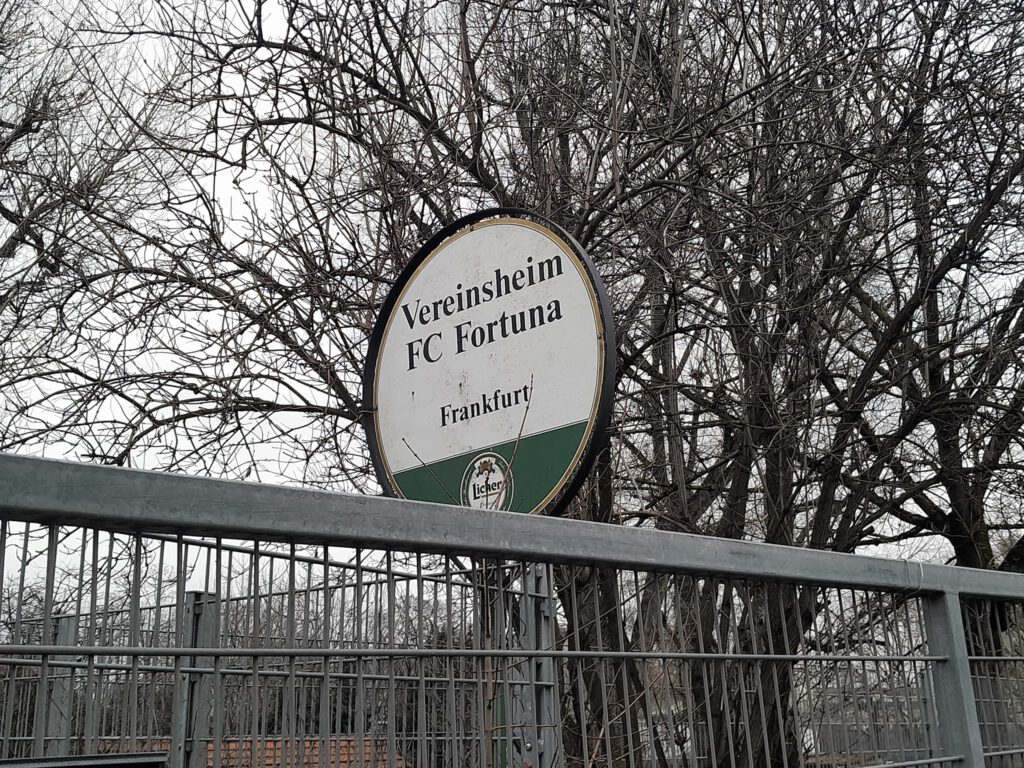 Vereinsheim
FC Fortuna
Frankfurt
Licher